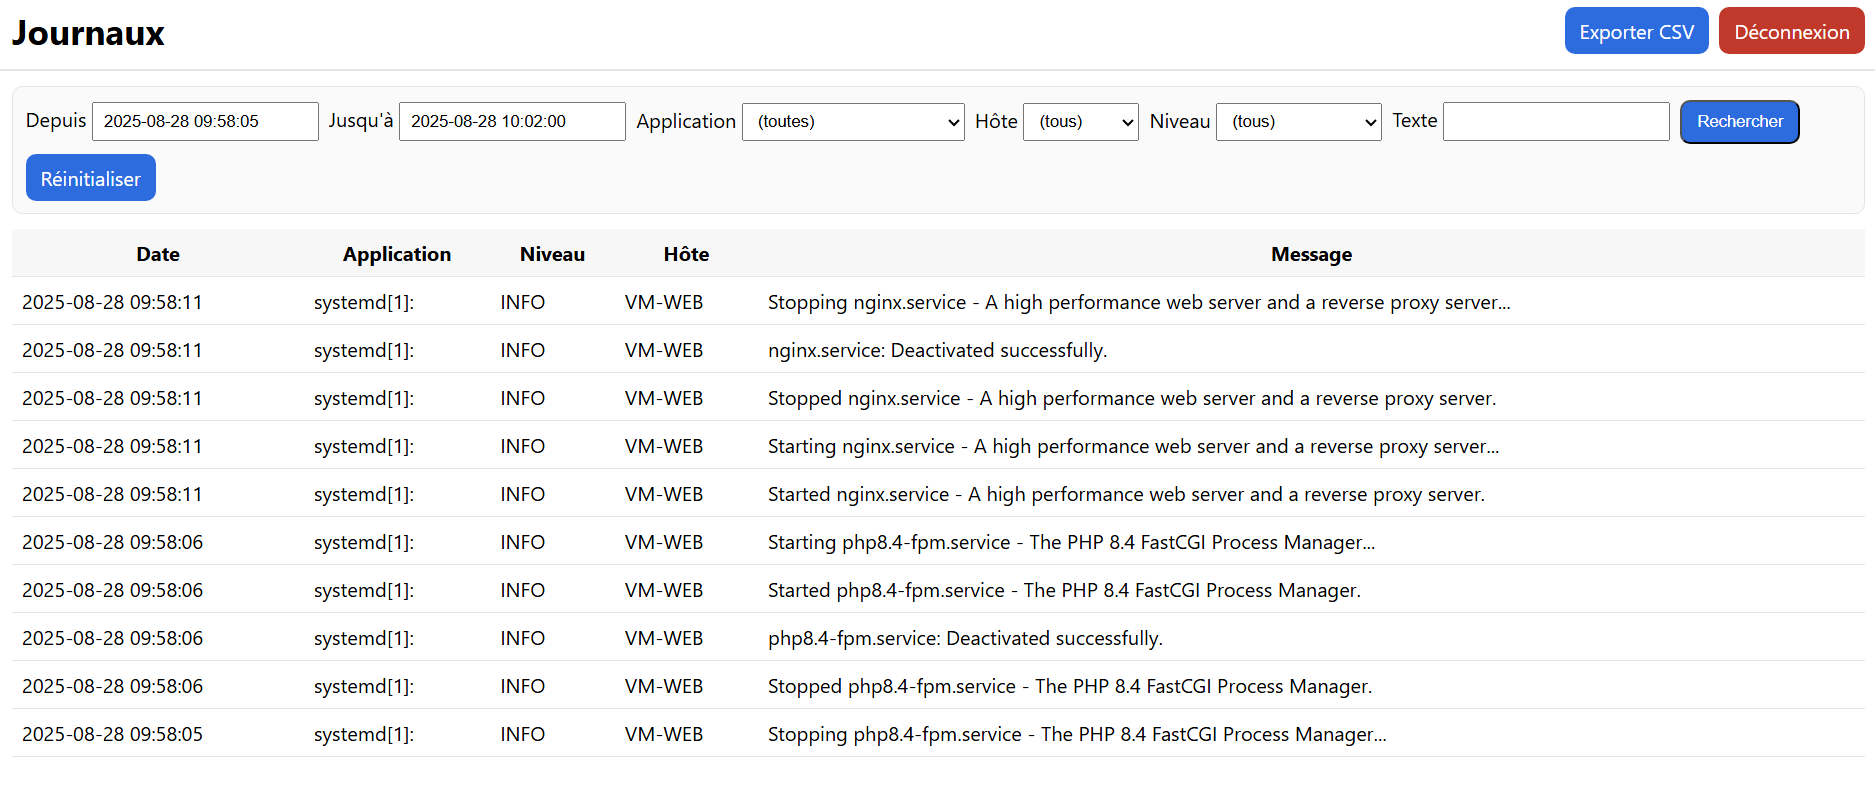 Journaux
Exporter CSV Déconnexion
Depuis 2025-08-28 09:58:05 Jusqu'à 2025-08-28 10:02:00 Application (toutes) Hôte (tous) Niveau (tous) Texte Rechercher
Réinitialiser
Date Application Niveau Hôte Message
2025-08-28 09:58:11 systemd[1]: INFO VM-WEB Stopping nginx.service - A high performance web server and a reverse proxy server...
2025-08-28 09:58:11 systemd[1]: INFO VM-WEB nginx.service: Deactivated successfully.
2025-08-28 09:58:11 systemd[1]: INFO VM-WEB Stopped nginx.service - A high performance web server and a reverse proxy server.
2025-08-28 09:58:11 systemd[1]: INFO VM-WEB Starting nginx.service - A high performance web server and a reverse proxy server...
2025-08-28 09:58:11 systemd[1]: INFO VM-WEB Started nginx.service - A high performance web server and a reverse proxy server.
2025-08-28 09:58:06 systemd[1]: INFO VM-WEB Starting php8.4-fpm.service - The PHP 8.4 FastCGI Process Manager...
2025-08-28 09:58:06 systemd[1]: INFO VM-WEB Started php8.4-fpm.service - The PHP 8.4 FastCGI Process Manager.
2025-08-28 09:58:06 systemd[1]: INFO VM-WEB php8.4-fpm.service: Deactivated successfully.
2025-08-28 09:58:06 systemd[1]: INFO VM-WEB Stopped php8.4-fpm.service - The PHP 8.4 FastCGI Process Manager.
2025-08-28 09:58:05 systemd[1]: INFO VM-WEB Stopping php8.4-fpm.service - The PHP 8.4 FastCGI Process Manager...